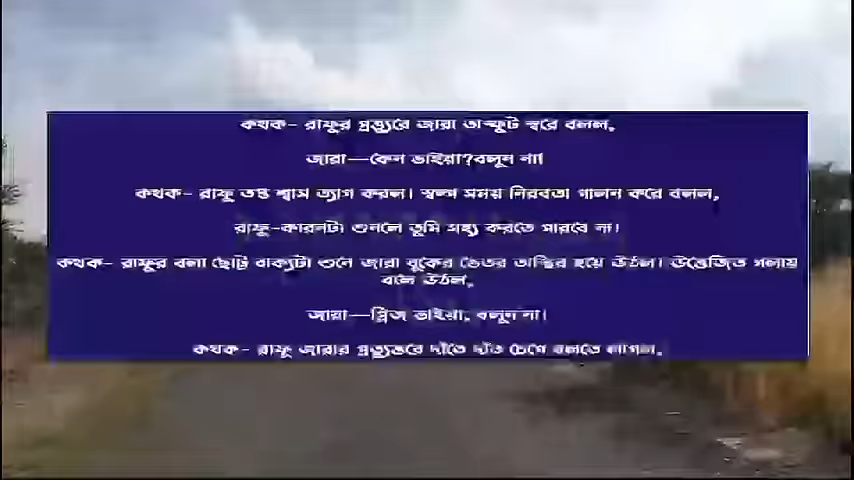 কথক- রাফুর প্রত্ত্যুরে জারা অস্ফুট স্বরে বলল,
জারা—কেন ভাইয়া?বলুন না!
কথক- রাফু তপ্ত শ্বাস ত্যাগ করল। স্বল্প সময় নিরবতা পালন করে বলল,
রাফু-কারনটা শুনলে তুমি সহ্য করতে পারবে না।
কথক- রাফুর বলা ছোট্ট বাক্যটা শুনে জারা বুকের ভেতর অস্থির হয়ে উঠল। উত্তেজিত গলায়
বলে উঠল,
জারা—প্লিজ ভাইয়া, বলুন না।
কথক- রাফু জারার প্রত্যুত্তরে দাঁতে দাঁত চেপে বলতে লাগল,